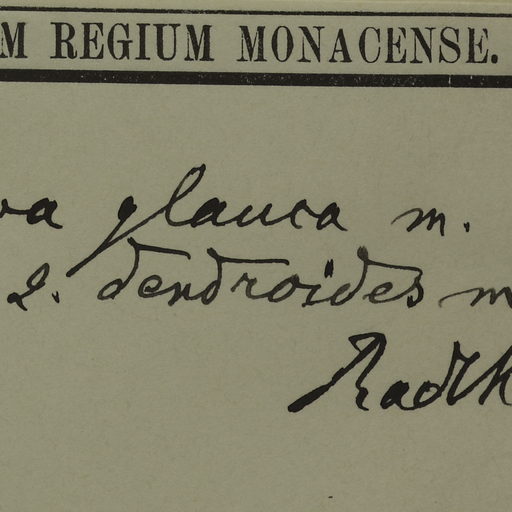 M REGIUM MONACENSE.
va glauca m.
2. dendroides m
Radlk